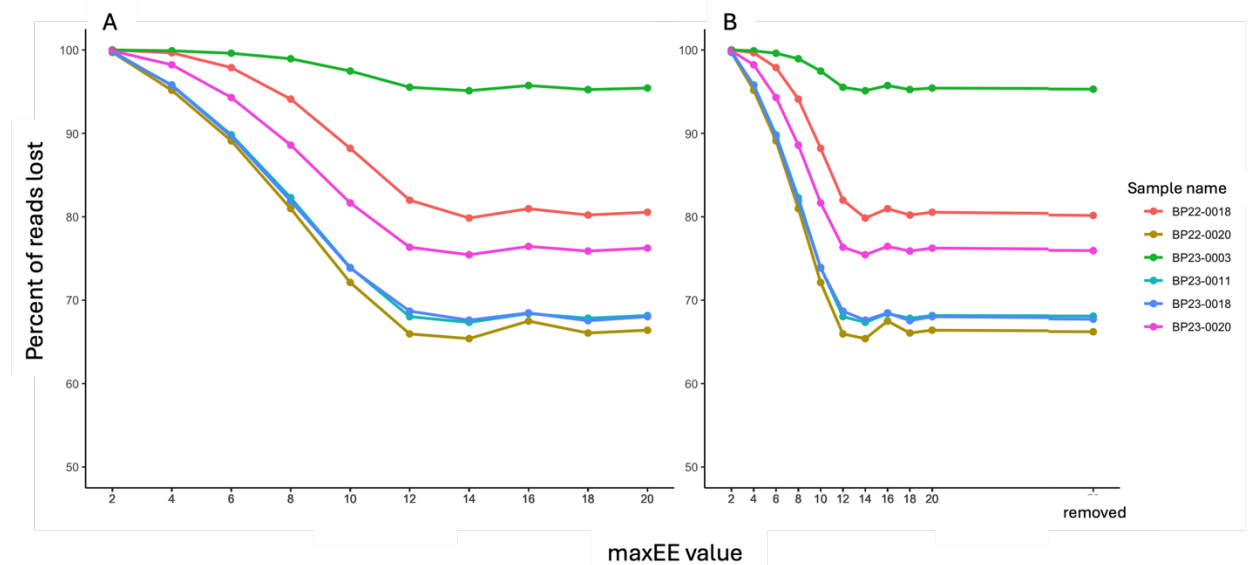 A
B
100
90
80
70
60
50
Percent of reads lost
2 4 6 8 10 12 14 16 18 20
100
90
80
70
60
50
2 4 6 8 10 12 14 16 18 20
removed
maxEE value
Sample name
BP22-0018
BP22-0020
BP23-0003
BP23-0011
BP23-0018
BP23-0020